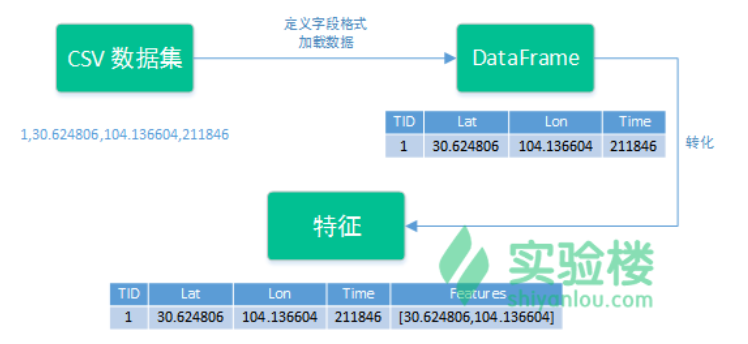 定义字段格式
加载数据
CSV 数据集
DataFrame
1,30.624806,104.136604,211846
TID Lat Lon Time
1 30.624806 104.136604 211846
转化
特征
实验楼
shiyanlou.com
TID Lat Lon Time Features
1 30.624806 104.136604 211846 [30.624806,104.136604]